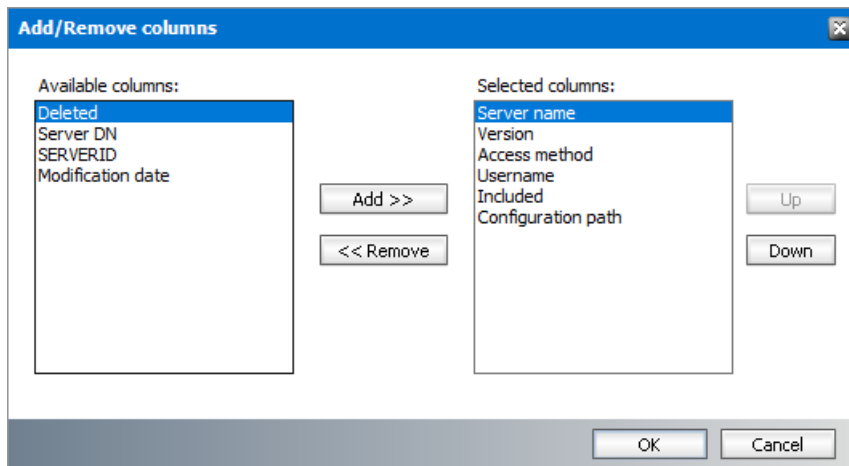 Add/Remove columns
Available columns:
Deleted
Server DN
SERVERID
Modification date
Add >>
<< Remove
Selected columns:
Server name
Version
Access method
Username
Included
Configuration path
Up
Down
OK
Cancel